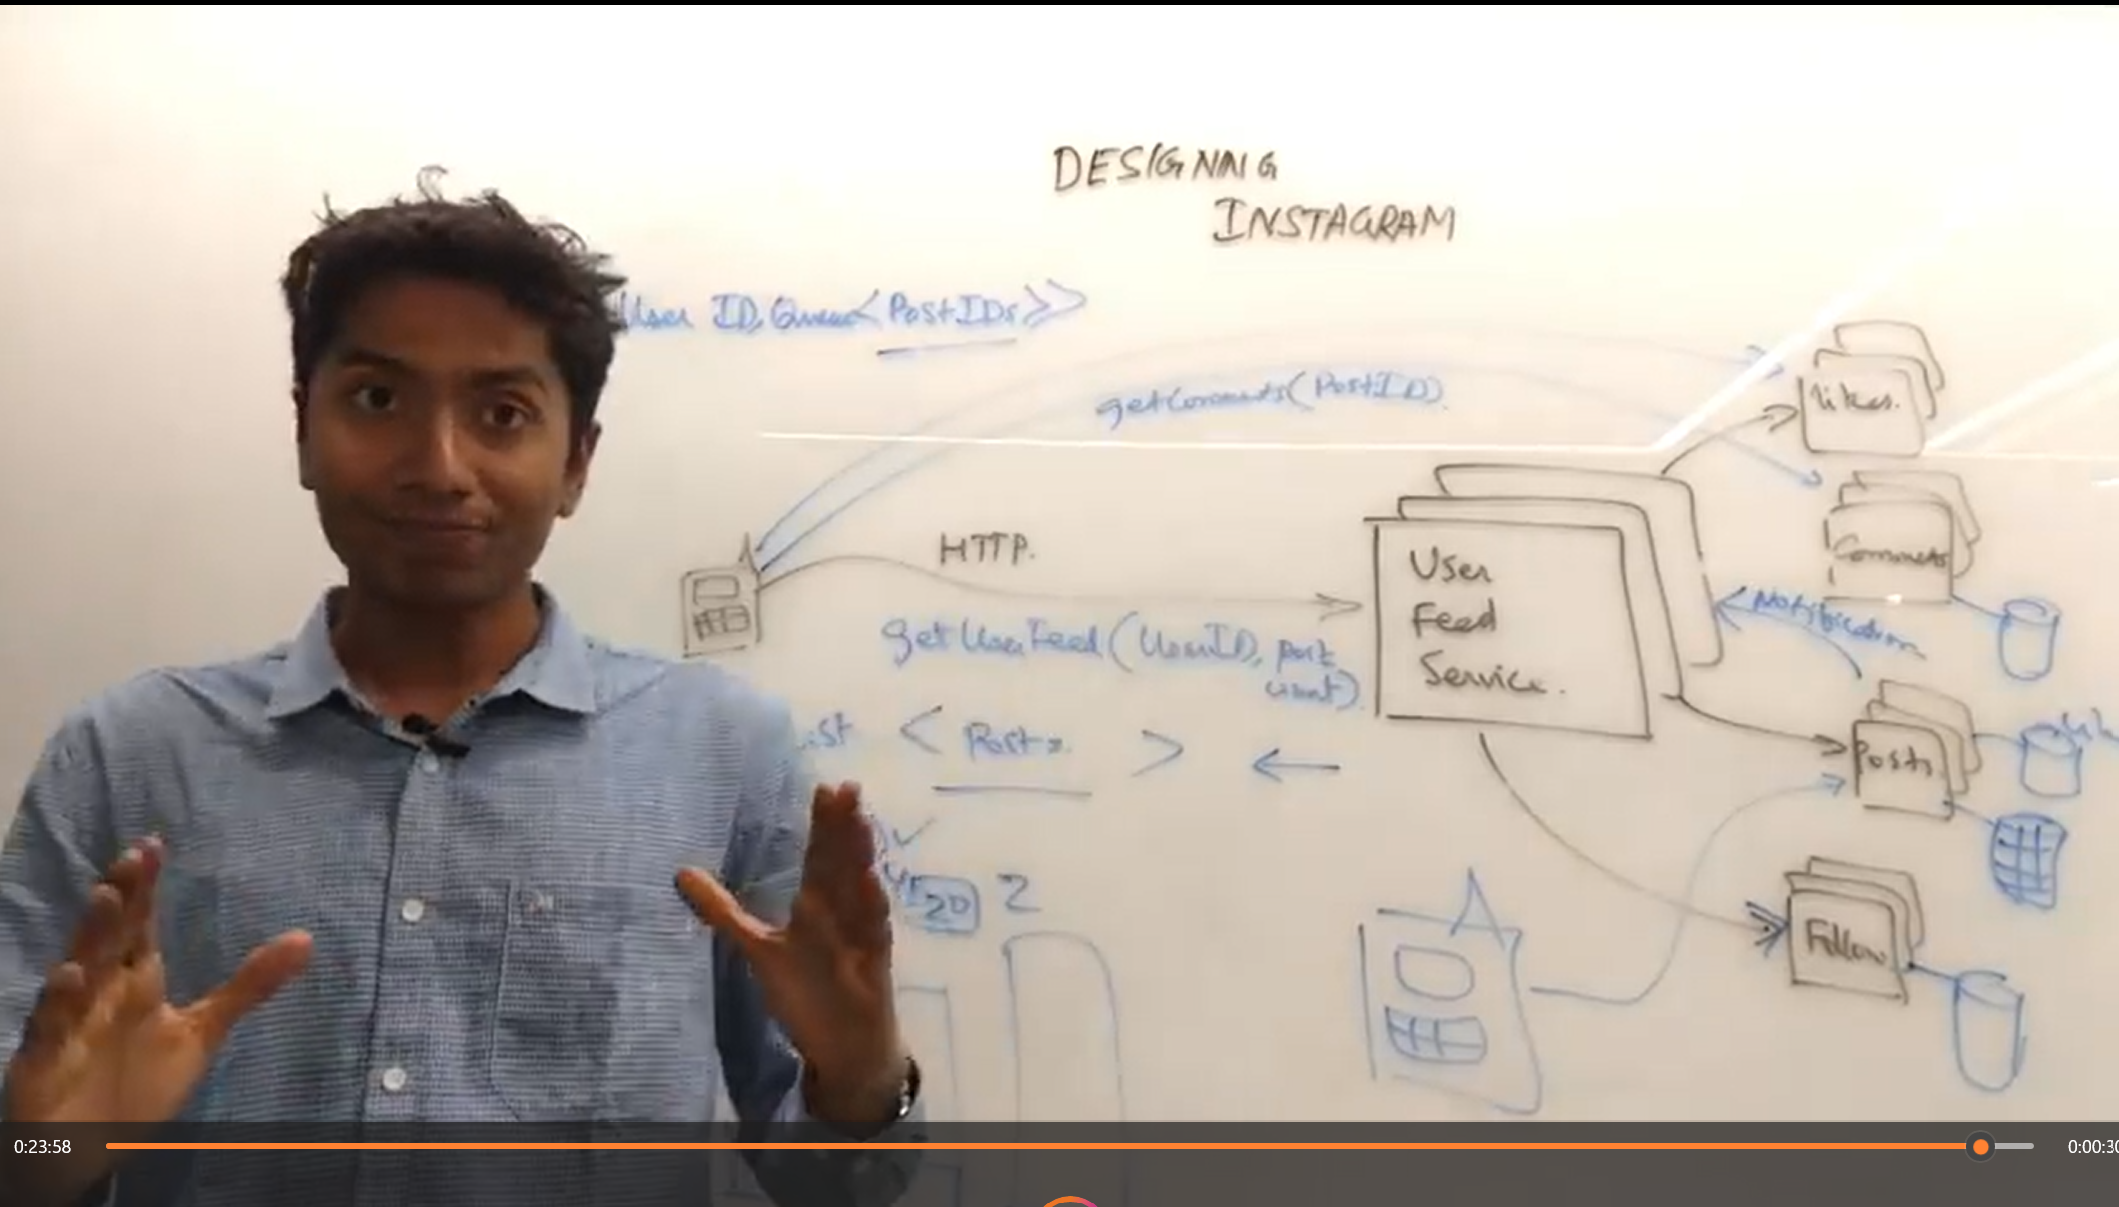 DESIGNING
INSTAGRAM
User ID, Queue<PostIDs>>
getComments(PostID)
Likes.
HTTP.
User
Feed
Service.
Comments
Notification
getUserFeed(UserID, post
count)
<Posts.>
Posts
20 2
Follow
0:23:58
0:00:30